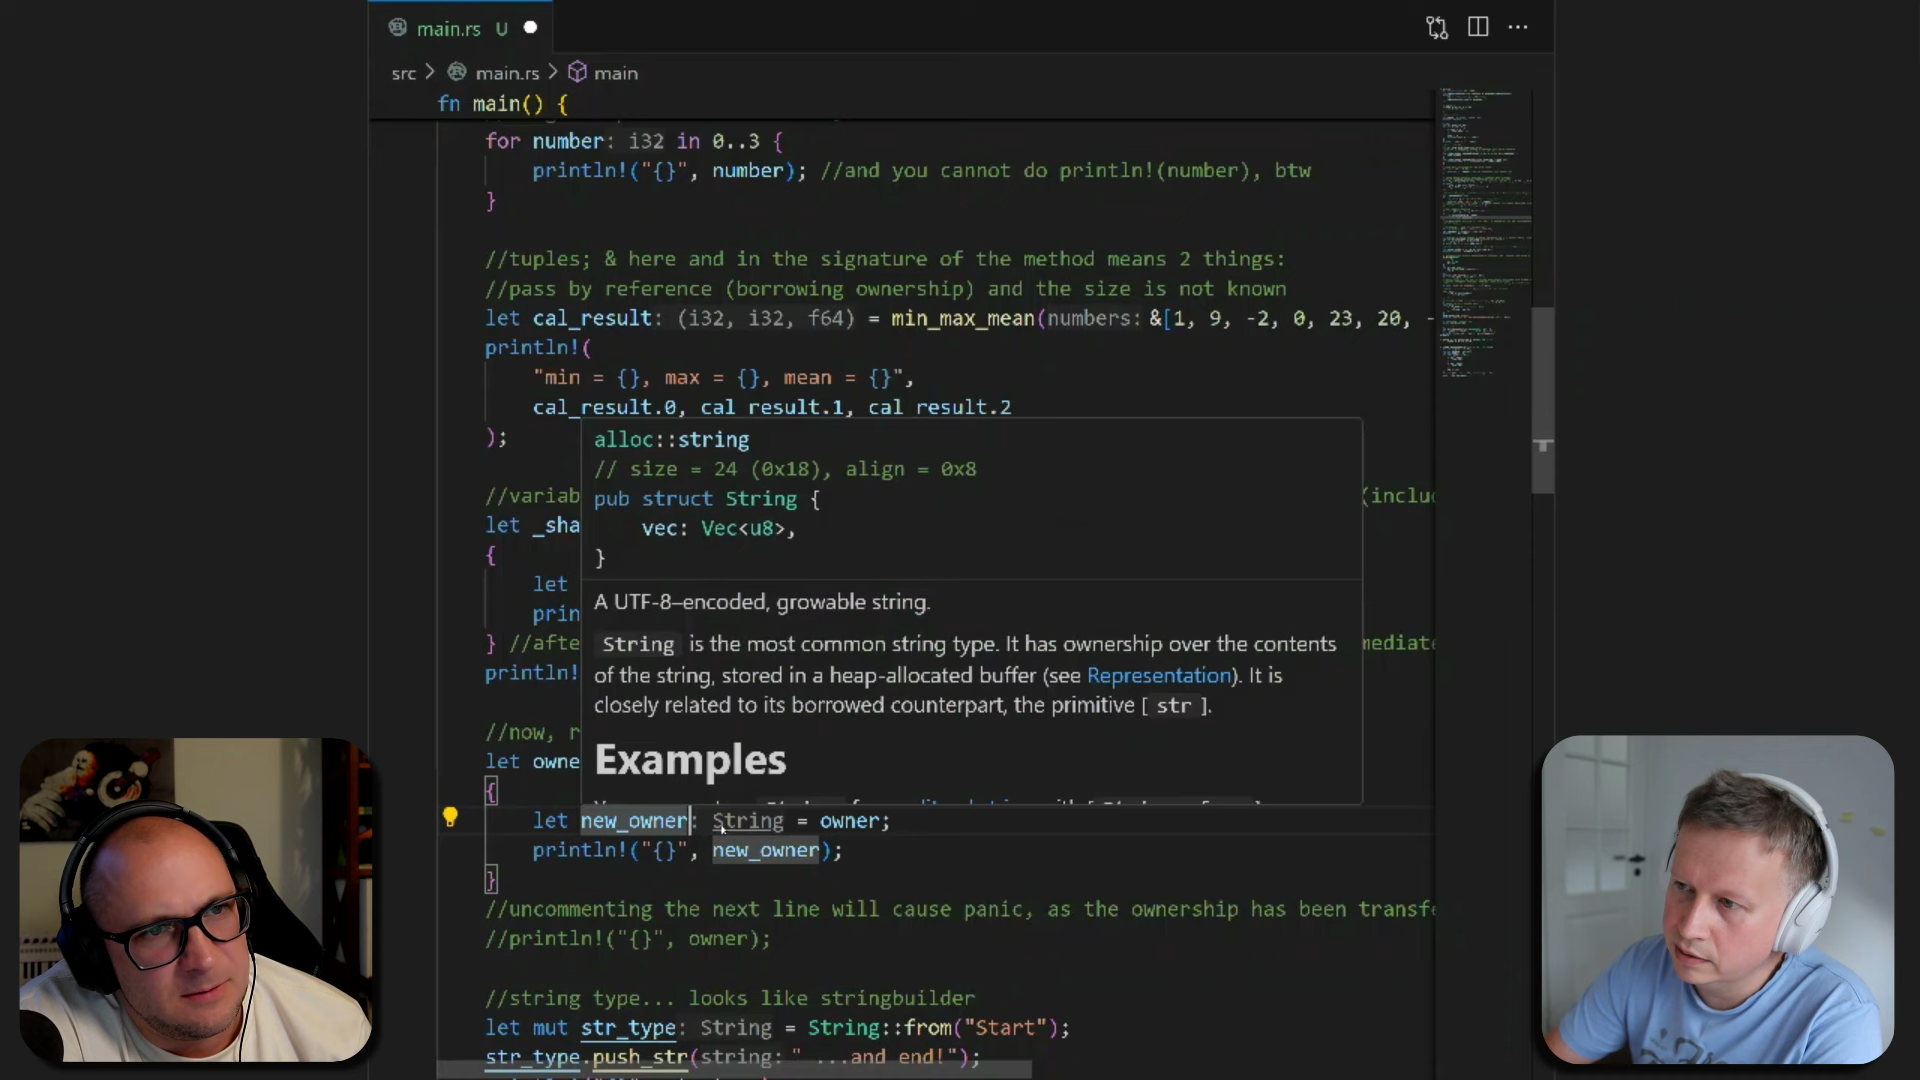 main.rs U
src > main.rs > main
fn main() {
for number: i32 in 0..3 {
println!("{}", number); //and you cannot do println!(number), btw
}
//tuples; & here and in the signature of the method means 2 things:
//pass by reference (borrowing ownership) and the size is not known
let cal_result: (i32, i32, f64) = min_max_mean(numbers: &[1, 9, -2, 0, 23, 20, -
println!(
"min = {}, max = {}, mean = {}",
cal_result.0, cal_result.1, cal_result.2
);
alloc::string
// size = 24 (0x18), align = 0x8
pub struct String {
vec: Vec<u8>,
}
A UTF-8–encoded, growable string.
String is the most common string type. It has ownership over the contents
of the string, stored in a heap-allocated buffer (see Representation). It is
closely related to its borrowed counterpart, the primitive [ str ].
Examples
//variab
(inclu
let _sha
{
let
prin
} //afte
mediate
println!
//now, r
let owne
{
let new_owner: String = owner;
println!("{}", new_owner);
}
//uncommenting the next line will cause panic, as the ownership has been transfe
//println!("{}", owner);
//string type... looks like stringbuilder
let mut str_type: String = String::from("Start");
str_type.push_str(string: " ...and end!");